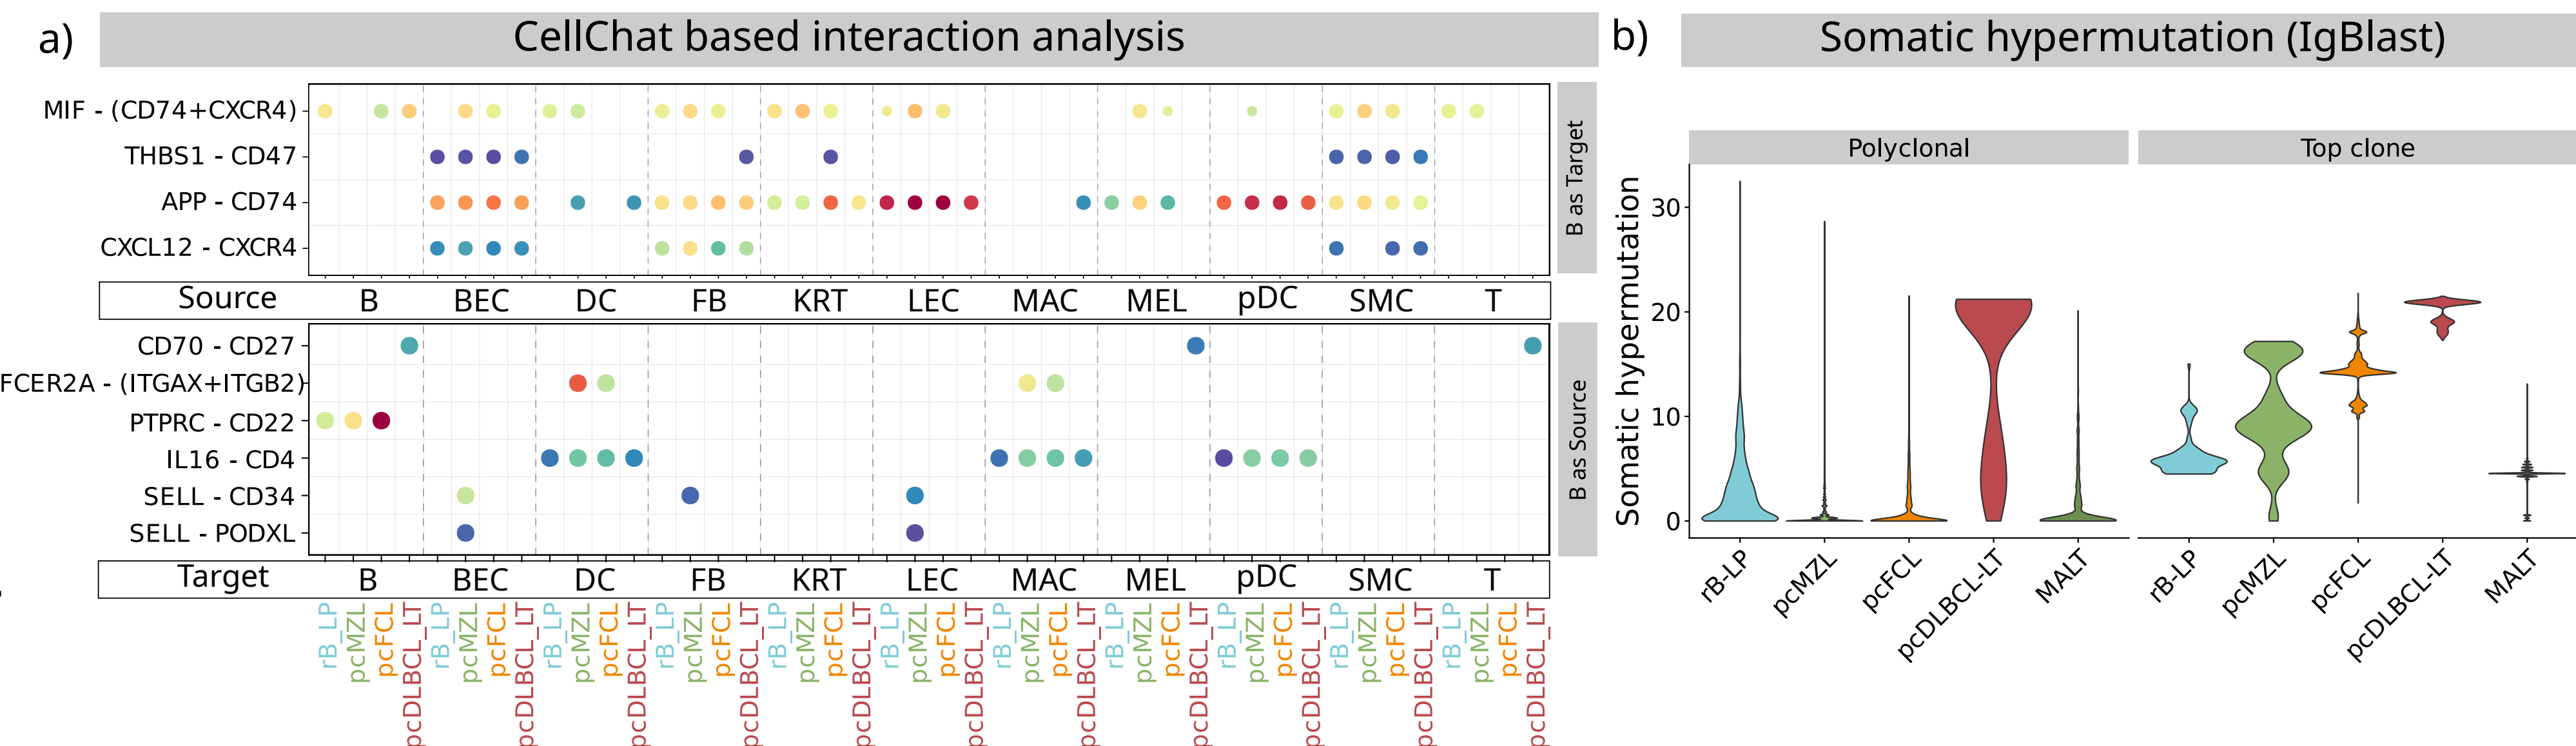 a)
CellChat based interaction analysis
MIF - (CD74+CXCR4)
THBS1 - CD47
APP - CD74
CXCL12 - CXCR4
B as Target
Source B BEC DC FB KRT LEC MAC MEL pDC SMC T
CD70 - CD27
FCER2A - (ITGAX+ITGB2)
PTPRC - CD22
IL16 - CD4
SELL - CD34
SELL - PODXL
B as Source
Target B BEC DC FB KRT LEC MAC MEL pDC SMC T
rB_LP pcMZL pcFCL pcDLBCL_LT rB_LP pcMZL pcFCL pcDLBCL_LT rB_LP pcMZL pcFCL pcDLBCL_LT rB_LP pcMZL pcFCL pcDLBCL_LT rB_LP pcMZL pcFCL pcDLBCL_LT rB_LP pcMZL pcFCL pcDLBCL_LT rB_LP pcMZL pcFCL pcDLBCL_LT rB_LP pcMZL pcFCL pcDLBCL_LT rB_LP pcMZL pcFCL pcDLBCL_LT rB_LP pcMZL pcFCL pcDLBCL_LT rB_LP pcMZL pcFCL pcDLBCL_LT
b)
Somatic hypermutation (IgBlast)
Polyclonal
Top clone
Somatic hypermutation
30
20
10
0
rB-LP pcMZL pcFCL pcDLBCL-LT MALT
rB-LP pcMZL pcFCL pcDLBCL-LT MALT